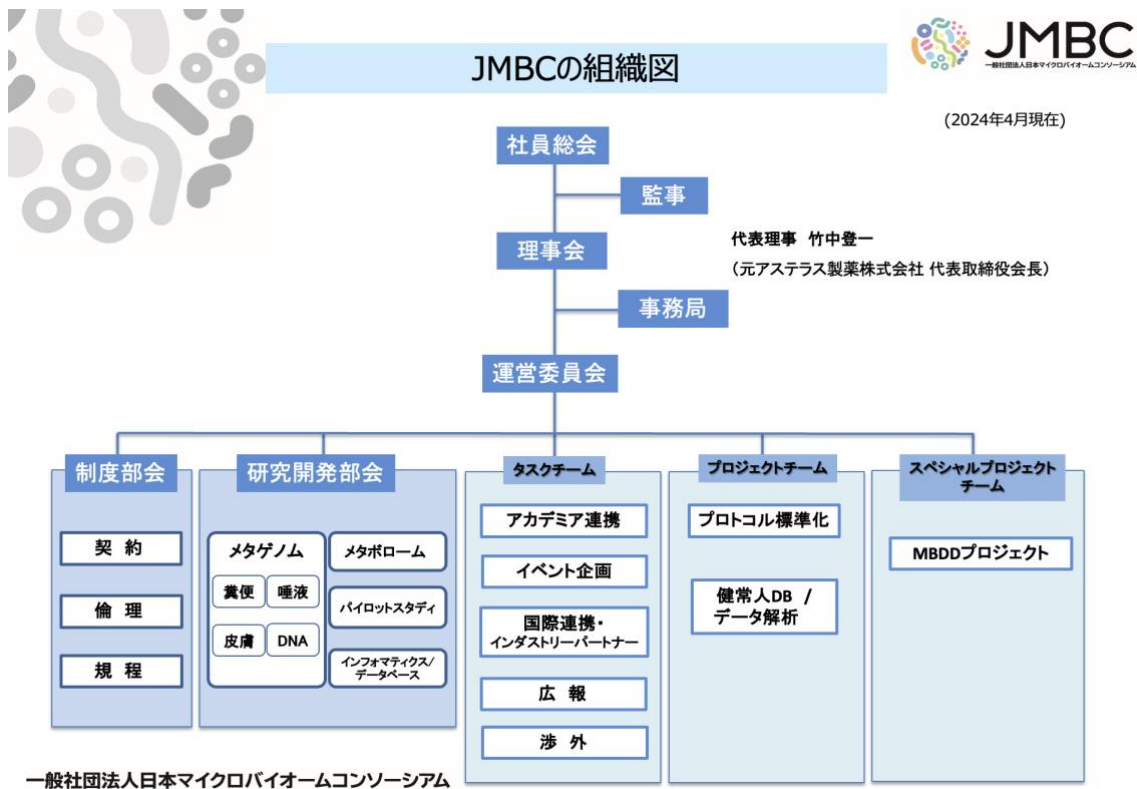 JMBCの組織図
JMBC
一般社団法人日本マイクロバイオームコンソーシアム
(2024年4月現在)
社員総会
監事
理事会
代表理事 竹中登一
（元アステラス製薬株式会社 代表取締役会長）
事務局
運営委員会
制度部会
契 約
倫 理
規 程
研究開発部会
メタゲノム
糞便
唾液
皮膚
DNA
メタボローム
パイロットスタディ
インフォマティクス/
データベース
タスクチーム
アカデミア連携
イベント企画
国際連携・
インダストリーパートナー
広 報
渉 外
プロジェクトチーム
プロトコル標準化
健常人DB /
データ解析
スペシャルプロジェクト
チーム
MBDDプロジェクト
一般社団法人日本マイクロバイオームコンソーシアム